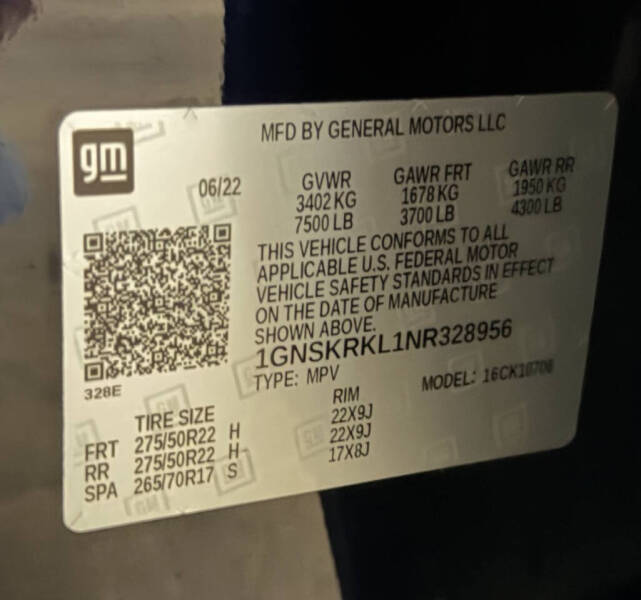 gm
MFD BY GENERAL MOTORS LLC
06/22 GVWR GAWR FRT GAWR RR
3402 KG 1678 KG 1950 KG
7500 LB 3700 LB 4300 LB
THIS VEHICLE CONFORMS TO ALL
APPLICABLE U.S. FEDERAL MOTOR
VEHICLE SAFETY STANDARDS IN EFFECT
ON THE DATE OF MANUFACTURE
SHOWN ABOVE.
1GNSKRKL1NR328956
328E
TYPE: MPV MODEL:
TIRE SIZE RIM
FRT 275/50R22 H 22X9J
RR 275/50R22 H 22X9J
SPA 265/70R17 S 17X8J